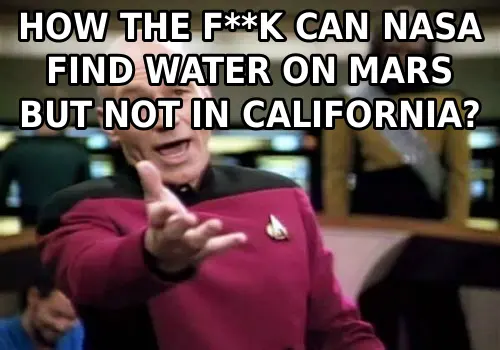 HOW THE F**K CAN NASA
FIND WATER ON MARS
BUT NOT IN CALIFORNIA?